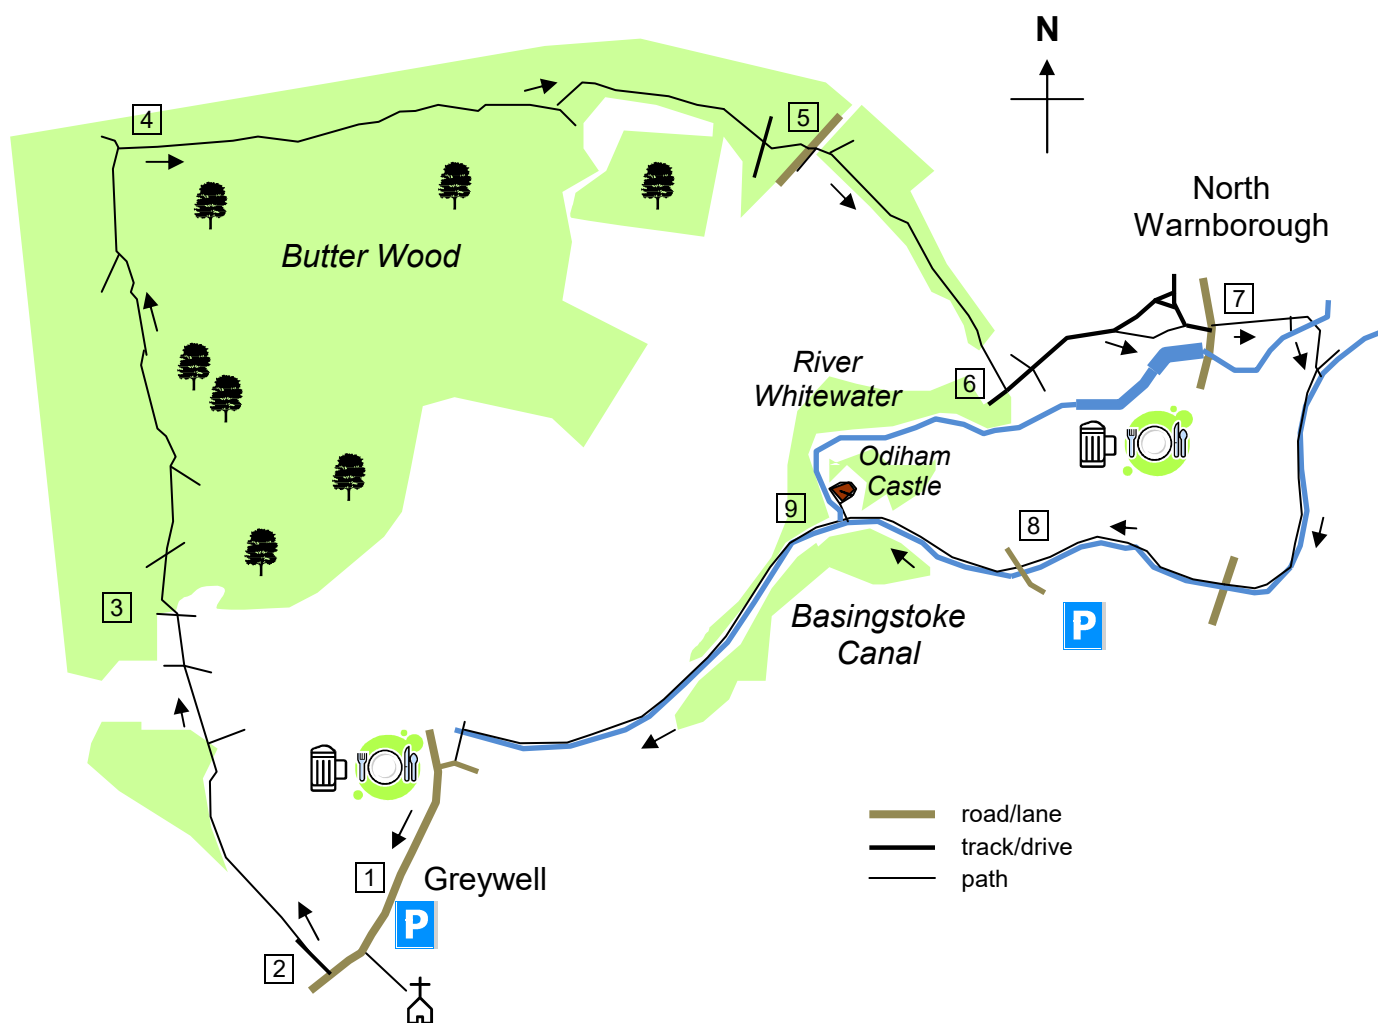 N
4
5
North
Warnborough
Butter Wood
7
River
Whitewater
6
Odiham
Castle
9
8
3
Basingstoke
Canal
P
road/lane
track/drive
path
1
Greywell
P
2